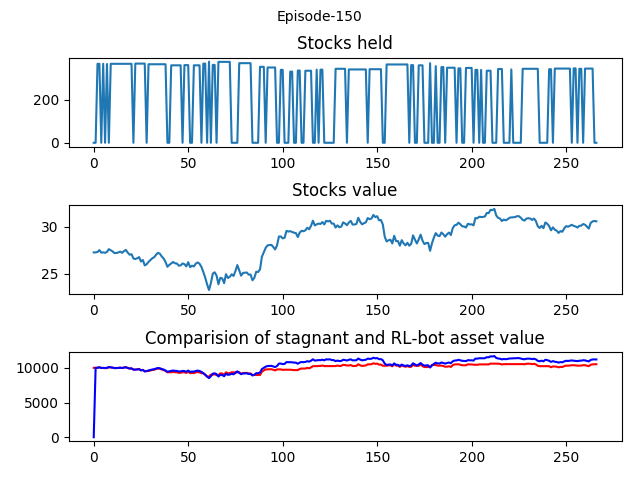 Episode-150
Stocks held
200
0
0 50 100 150 200 250
Stocks value
30
25
0 50 100 150 200 250
Comparision of stagnant and RL-bot asset value
10000
5000
0
0 50 100 150 200 250